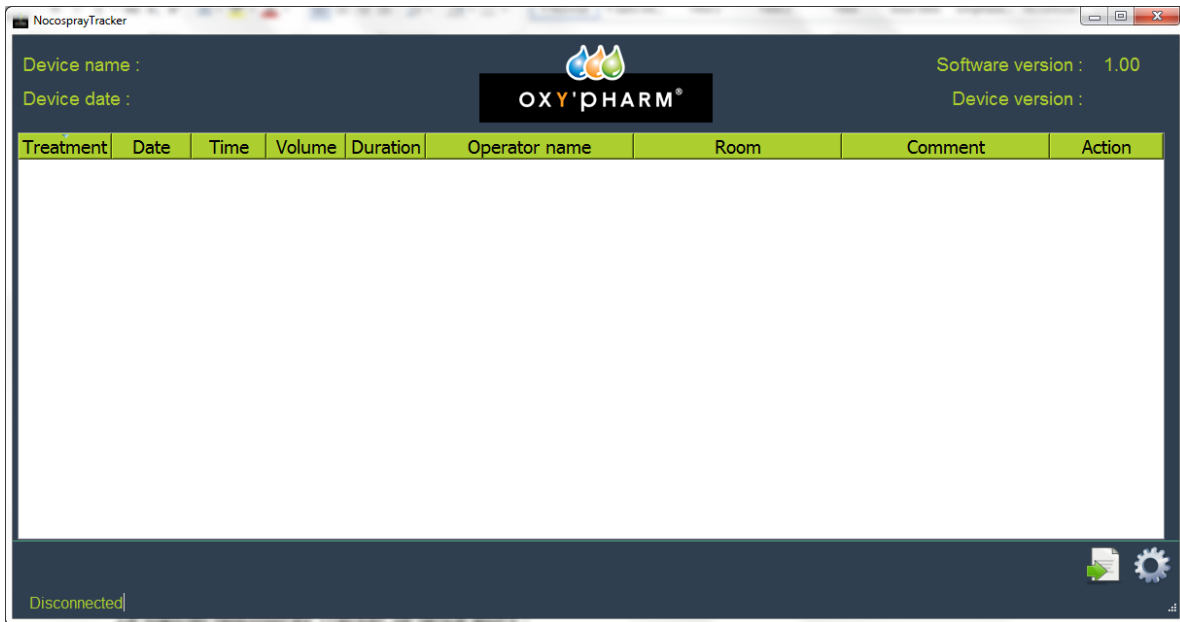 NocosprayTracker
Device name :
Device date :
OXY'PHARM®
Software version : 1.00
Device version :
Treatment Date Time Volume Duration Operator name Room Comment Action
Disconnected